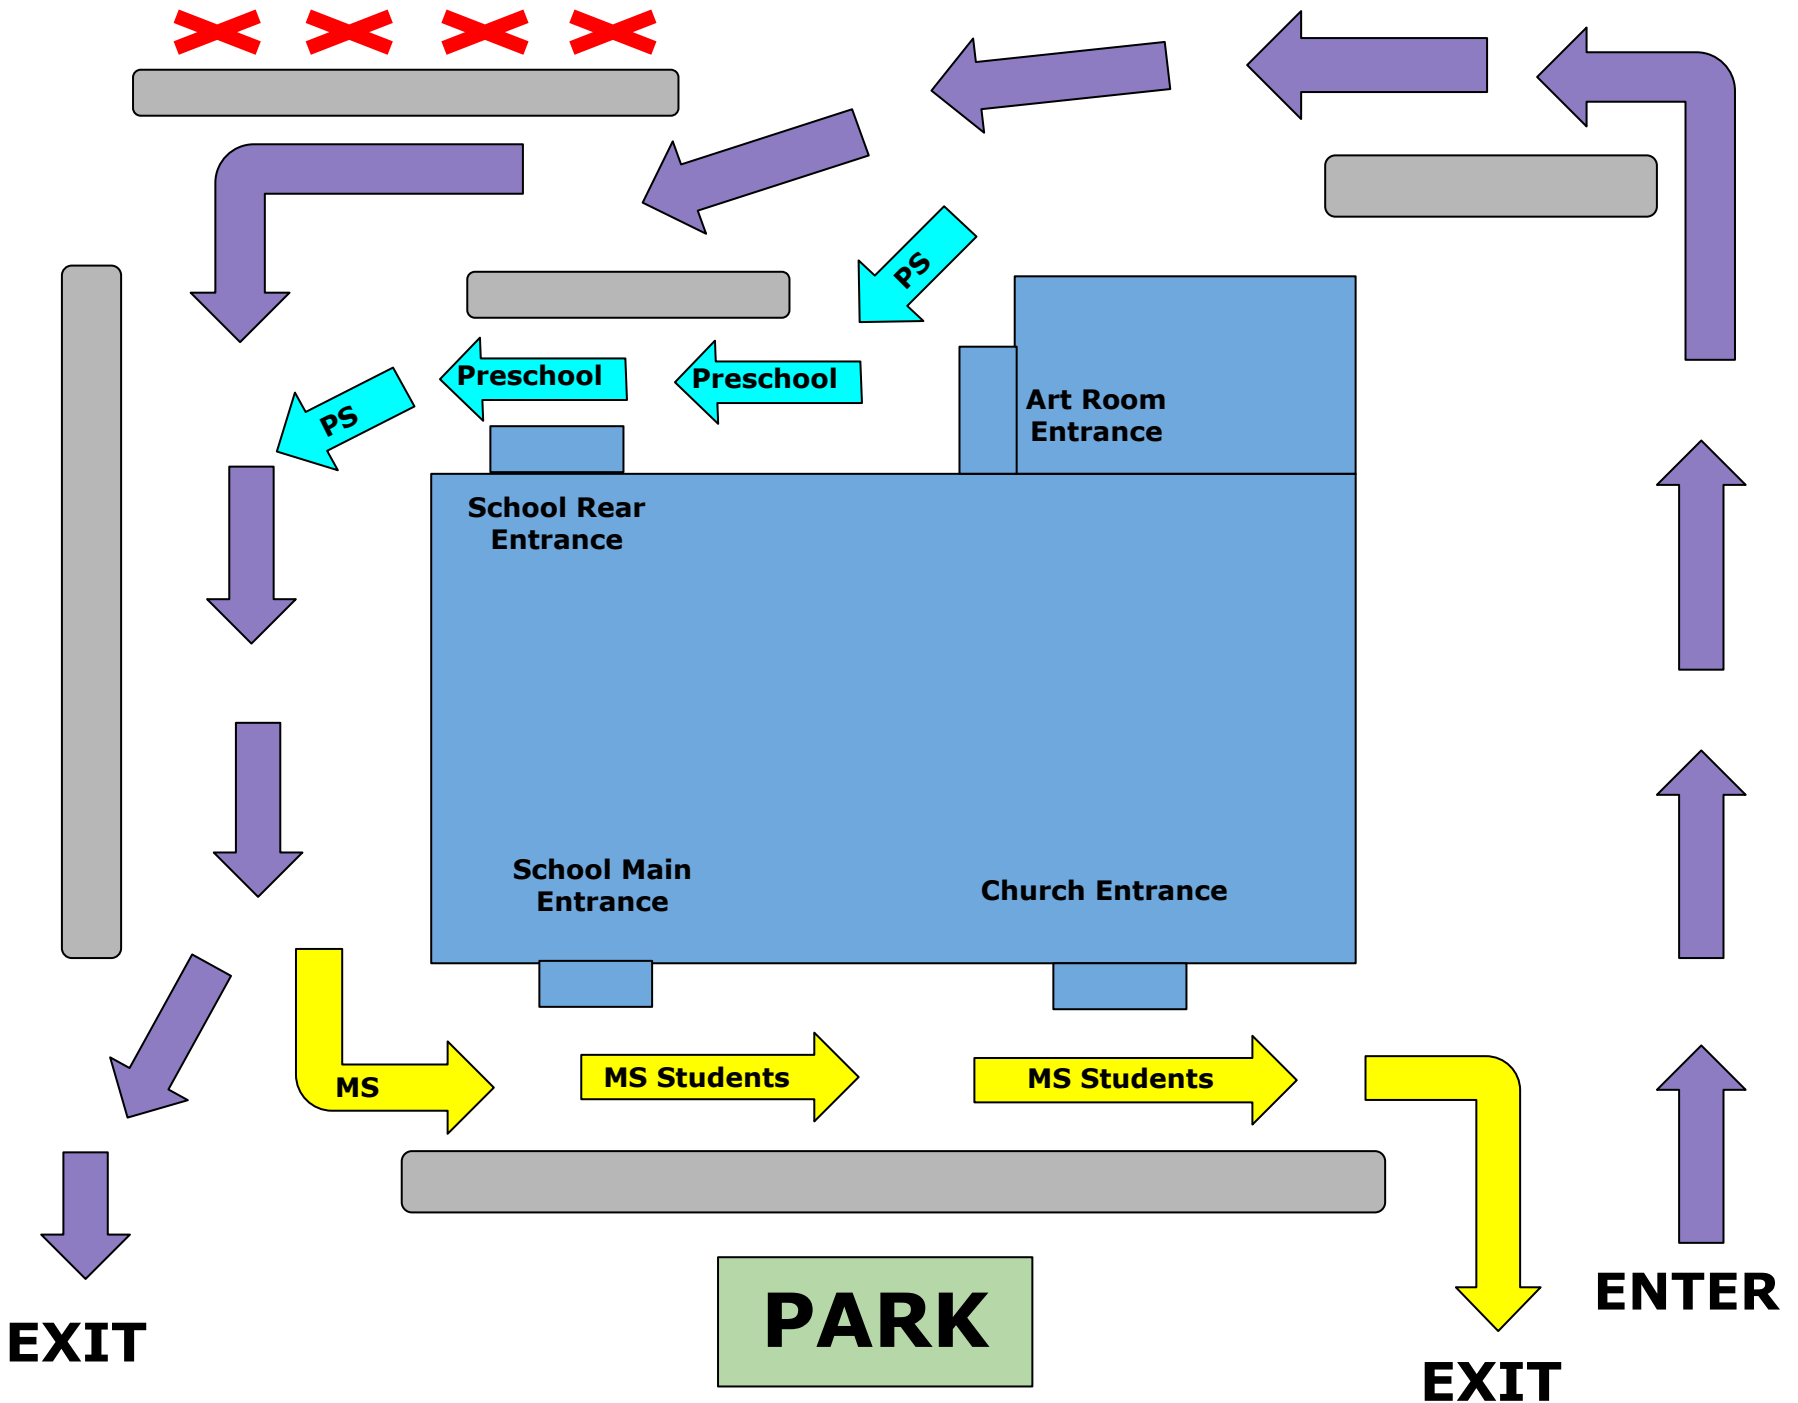 PS
Preschool
Preschool
PS
Art Room
Entrance
School Rear
Entrance
School Main
Entrance
Church Entrance
MS
MS Students
MS Students
ENTER
PARK
EXIT
EXIT